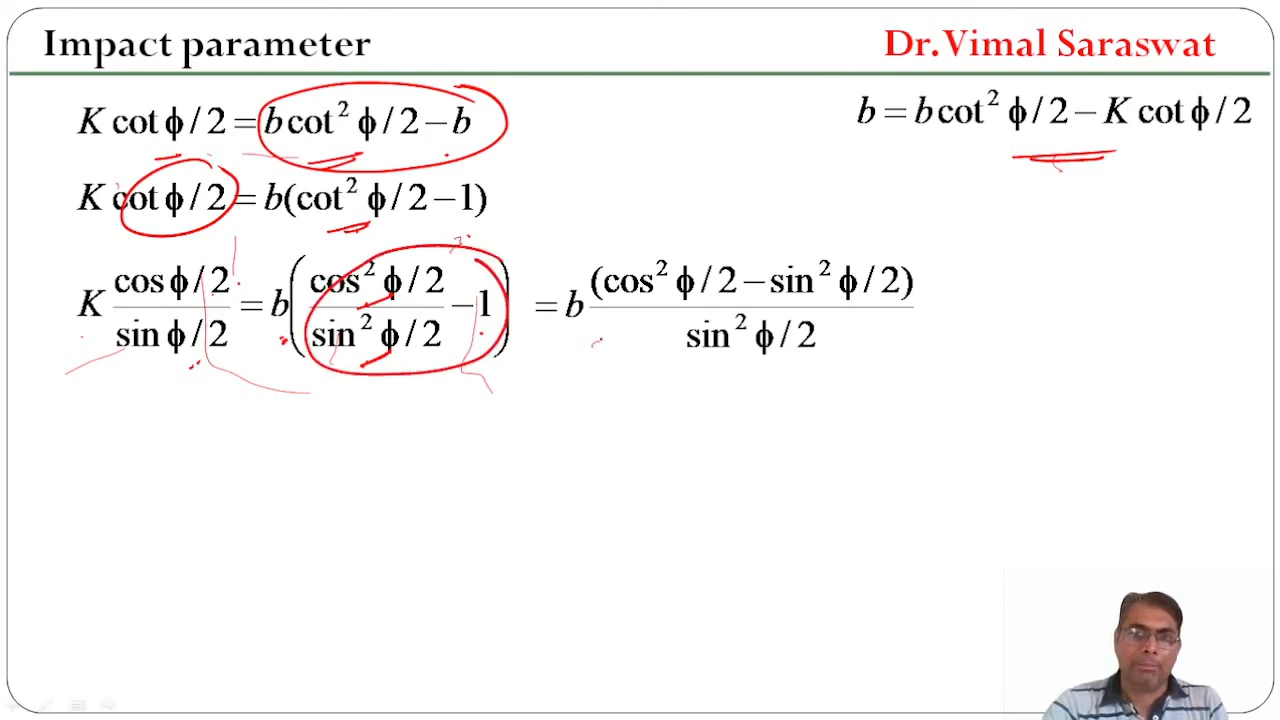 Impact parameter
Dr.Vimal Saraswat
K cot ϕ/2 = b cot² ϕ/2 − b
b = b cot² ϕ/2 − K cot ϕ/2
K cot ϕ/2 = b(cot² ϕ/2 − 1)
K cos ϕ/2 / sin ϕ/2 = b(cos² ϕ/2 / sin² ϕ/2 − 1) = b (cos² ϕ/2 − sin² ϕ/2) / sin² ϕ/2